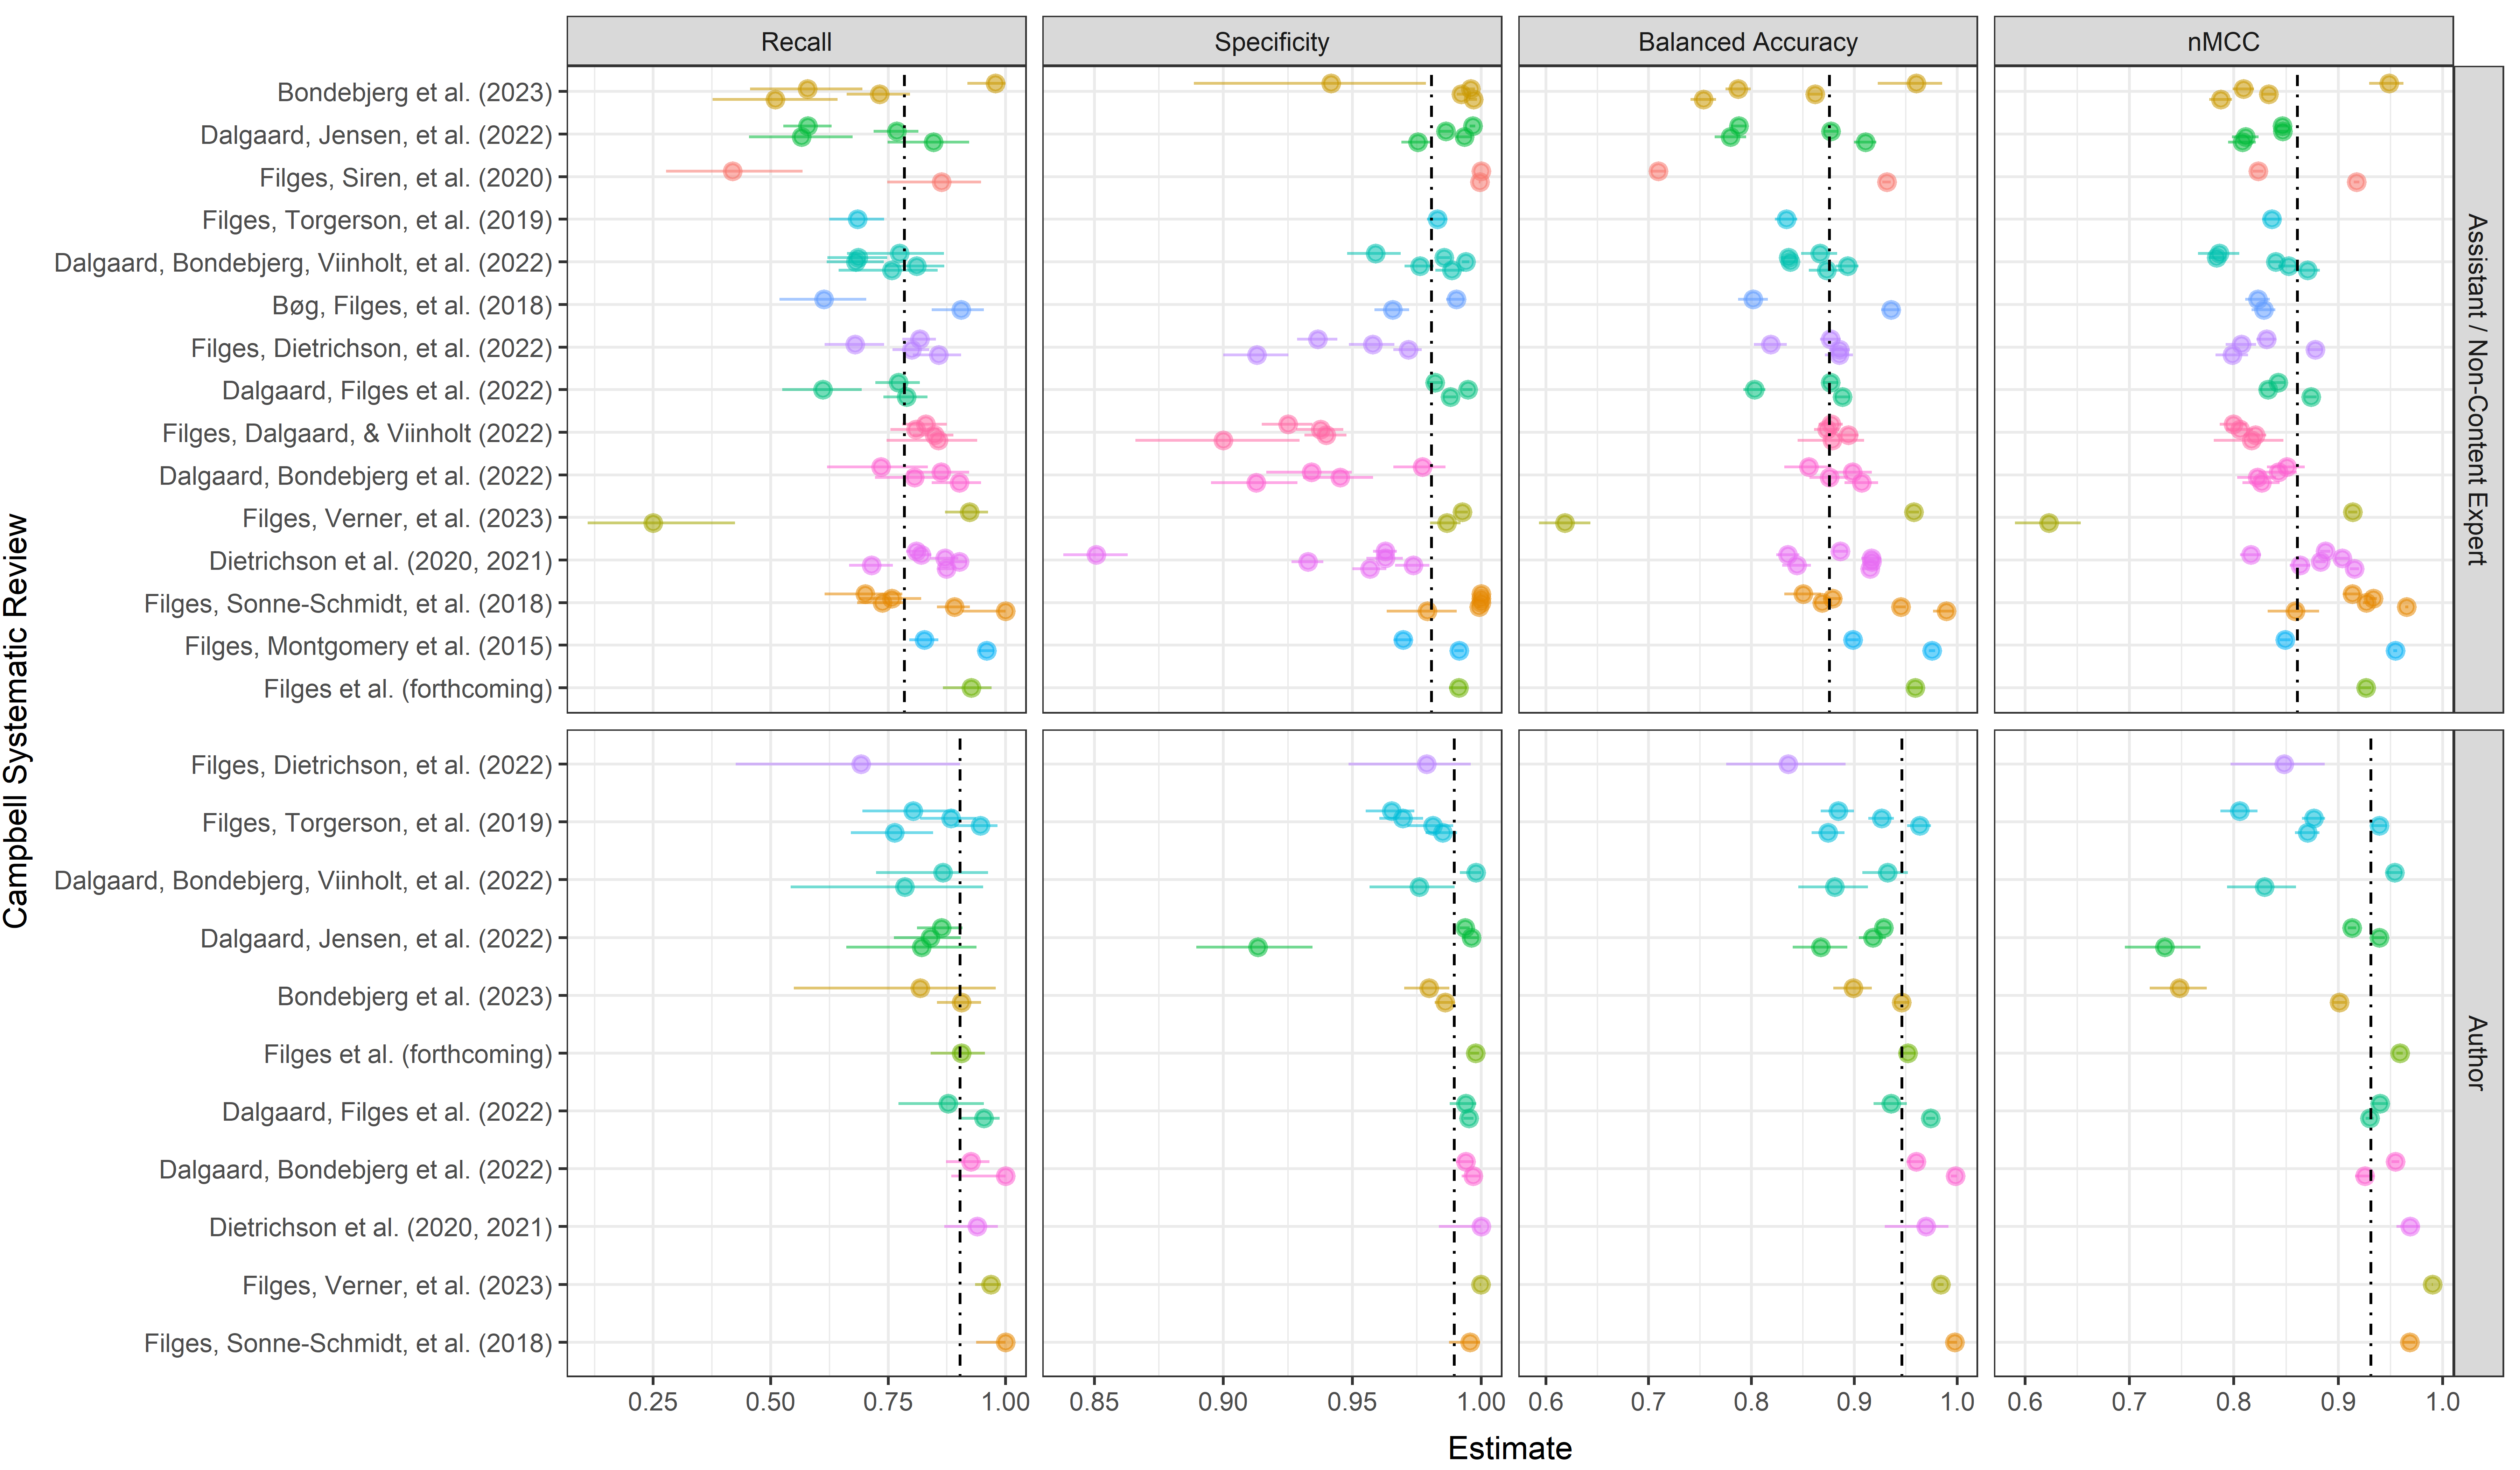 Recall
Specificity
Balanced Accuracy
nMCC
Campbell Systematic Review
Bondebjerg et al. (2023)
Dalgaard, Jensen, et al. (2022)
Filges, Siren, et al. (2020)
Filges, Torgerson, et al. (2019)
Dalgaard, Bondebjerg, Viinholt, et al. (2022)
Bøg, Filges, et al. (2018)
Filges, Dietrichson, et al. (2022)
Dalgaard, Filges et al. (2022)
Filges, Dalgaard, & Viinholt (2022)
Dalgaard, Bondebjerg et al. (2022)
Filges, Verner, et al. (2023)
Dietrichson et al. (2020, 2021)
Filges, Sonne-Schmidt, et al. (2018)
Filges, Montgomery et al. (2015)
Filges et al. (forthcoming)
Assistant / Non-Content Expert
Filges, Dietrichson, et al. (2022)
Filges, Torgerson, et al. (2019)
Dalgaard, Bondebjerg, Viinholt, et al. (2022)
Dalgaard, Jensen, et al. (2022)
Bondebjerg et al. (2023)
Filges et al. (forthcoming)
Dalgaard, Filges et al. (2022)
Dalgaard, Bondebjerg et al. (2022)
Dietrichson et al. (2020, 2021)
Filges, Verner, et al. (2023)
Filges, Sonne-Schmidt, et al. (2018)
Author
0.25 0.50 0.75 1.00
0.85 0.90 0.95 1.00
0.6 0.7 0.8 0.9 1.0
0.6 0.7 0.8 0.9 1.0
Estimate